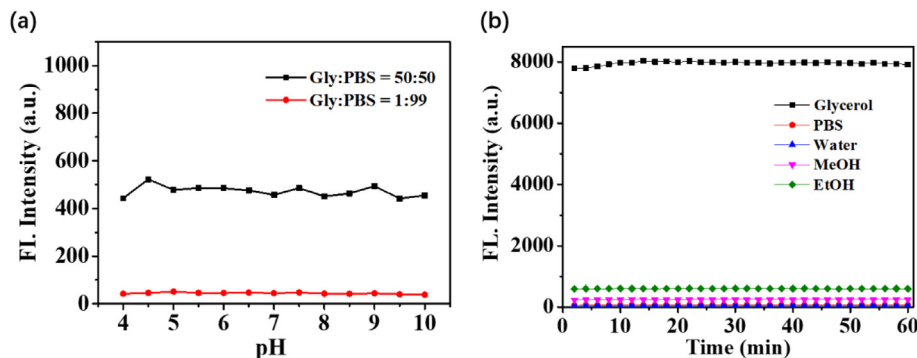 (a)
1000
800
600
400
200
0
FI. Intensity (a.u.)
Gly:PBS = 50:50
Gly:PBS = 1:99
4 5 6 7 8 9 10
pH
(b)
8000
6000
4000
2000
0
FL. Intensity (a.u.)
Glycerol
PBS
Water
MeOH
EtOH
0 10 20 30 40 50 60
Time (min)